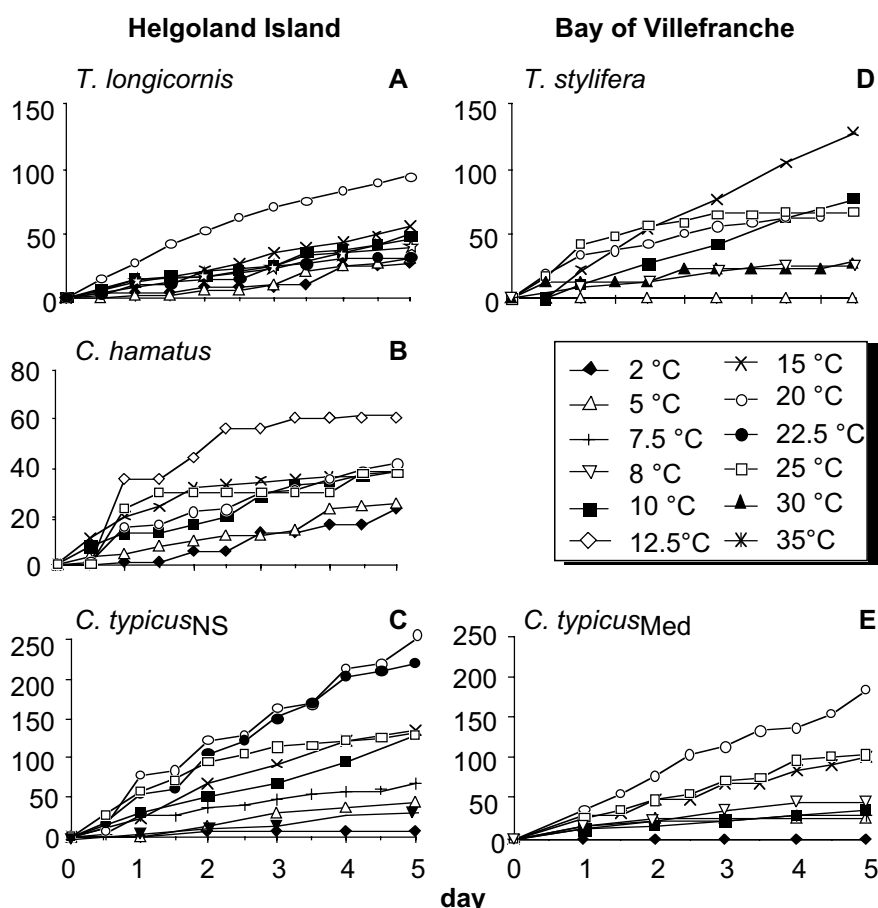 Helgoland Island
Bay of Villefranche
T. longicornis A
150
100
50
0
T. stylifera D
150
100
50
0
C. hamatus B
80
60
40
20
0
2 °C
5 °C
7.5 °C
8 °C
10 °C
12.5°C
15 °C
20 °C
22.5 °C
25 °C
30 °C
35°C
C. typicusNS C
250
200
150
100
50
0
0 1 2 3 4 5
C. typicusMed E
250
200
150
100
50
0
0 1 2 3 4 5
day